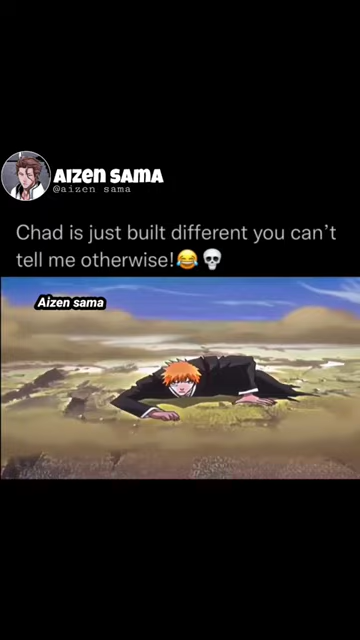 Aizen sama
@aizen sama
Chad is just built different you can't
tell me otherwise!😂💀
Aizen sama